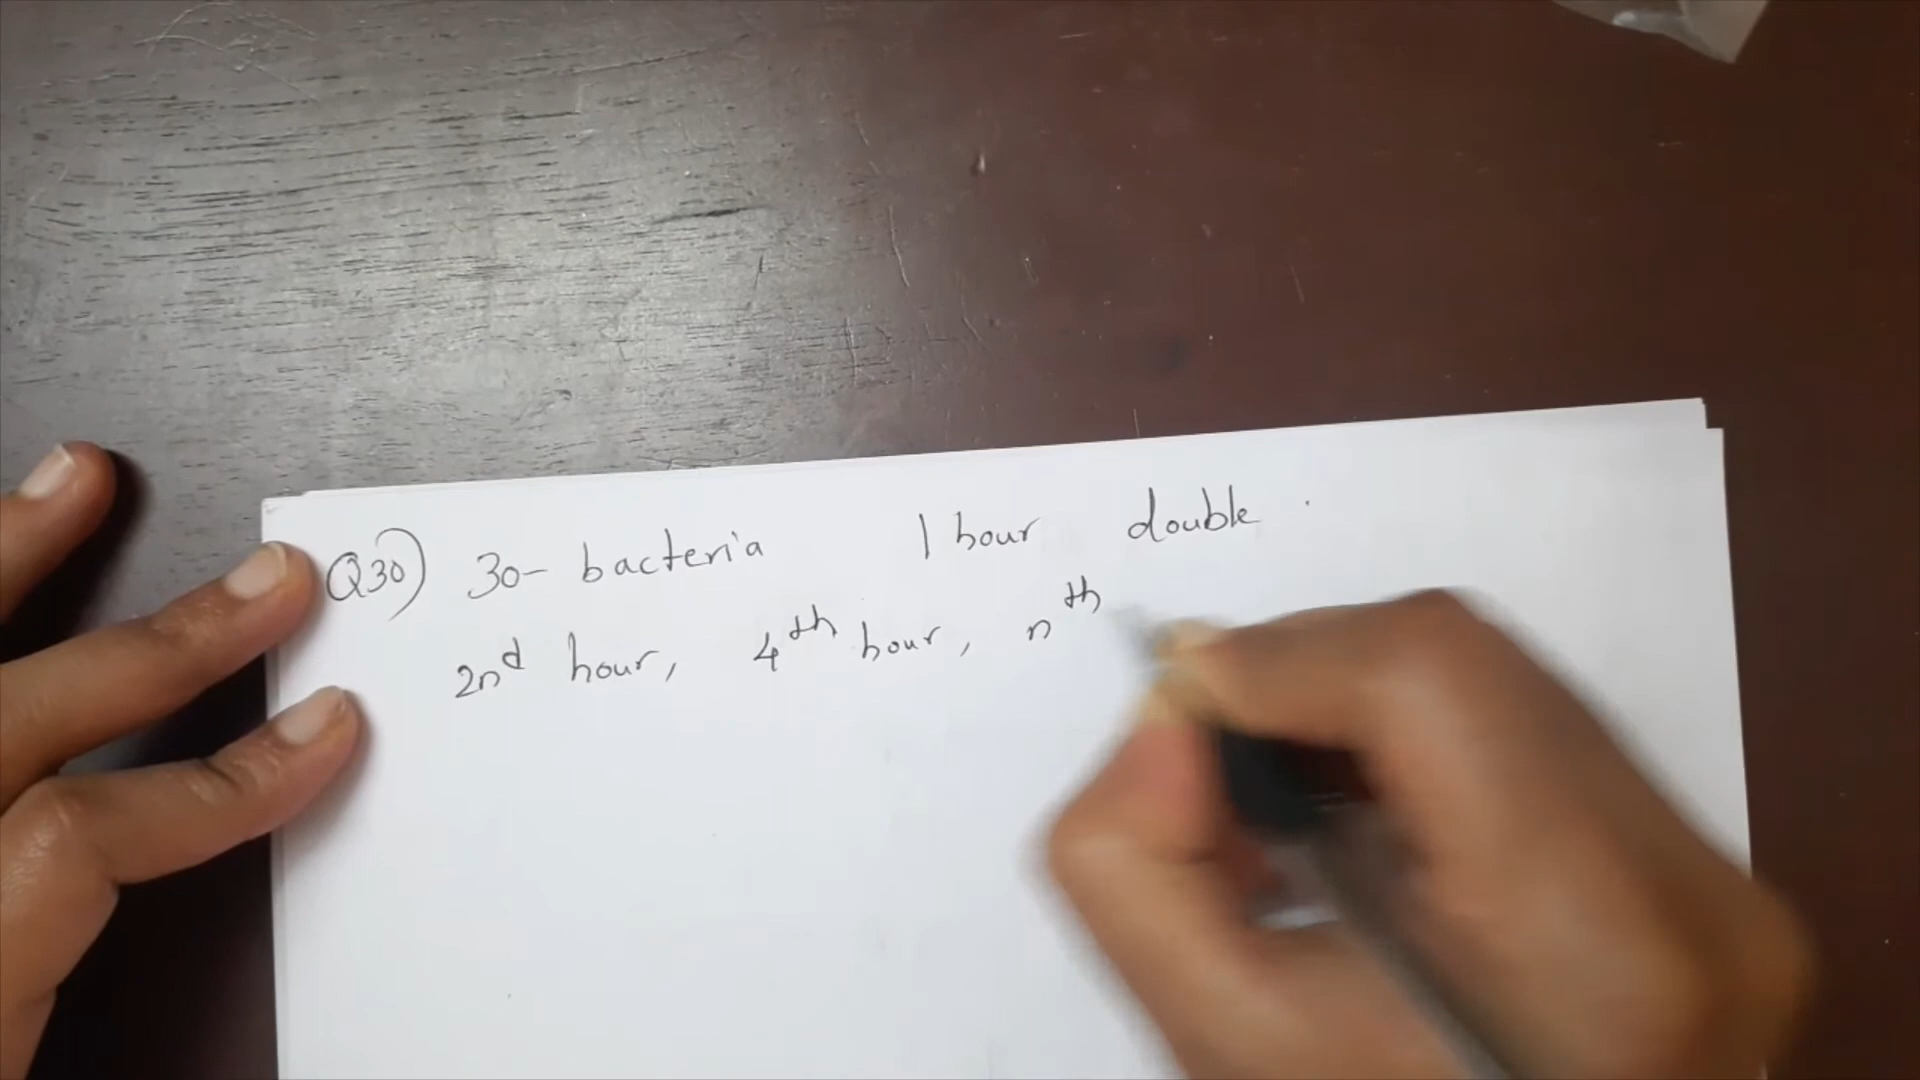 Q30) 30- bacteria 1 hour double .
2nd hour, 4th hour, nth